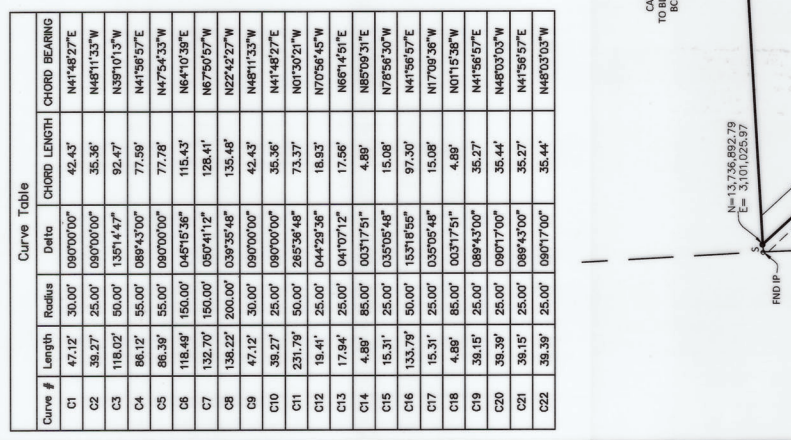 Curve Table
Curve # Length Radius Delta CHORD LENGTH CHORD BEARING
C1 47.12' 30.00' 090°00'00" 42.43' N41°48'27"E
C2 39.27' 25.00' 090°00'00" 35.36' N48°11'33"W
C3 118.02' 50.00' 135°14'47" 92.47' N39°10'13"W
C4 86.12' 55.00' 089°43'00" 77.59' N41°56'57"E
C5 86.39' 55.00' 090°00'00" 77.78' N47°54'33"W
C6 118.49' 150.00' 045°15'36" 115.43' N64°10'39"E
C7 132.70' 150.00' 050°41'12" 128.41' N67°50'57"W
C8 138.22' 200.00' 039°35'48" 135.48' N22°42'27"W
C9 47.12' 30.00' 090°00'00" 42.43' N48°11'33"W
C10 39.27' 25.00' 090°00'00" 35.36' N41°48'27"E
C11 231.79' 50.00' 265°36'48" 73.37' N01°30'21"W
C12 19.41' 25.00' 044°29'36" 18.93' N70°56'45"W
C13 17.94' 25.00' 041°07'12" 17.56' N66°14'51"E
C14 4.89' 85.00' 003°17'51" 4.89' N85°09'31"E
C15 15.31' 25.00' 035°05'48" 15.08' N78°56'30"W
C16 133.79' 50.00' 153°18'55" 97.30' N41°56'57"E
C17 15.31' 25.00' 035°05'48" 15.08' N17°09'36"W
C18 4.89' 85.00' 003°17'51" 4.89' N01°15'38"W
C19 39.15' 25.00' 089°43'00" 35.27' N41°56'57"E
C20 39.39' 25.00' 090°17'00" 35.44' N48°03'03"W
C21 39.15' 25.00' 089°43'00" 35.27' N41°56'57"E
C22 39.39' 25.00' 090°17'00" 35.44' N48°03'03"W
N=13,736,892.79
E= 3,101,025.97
FND IP
S
CA
TO BE
BC